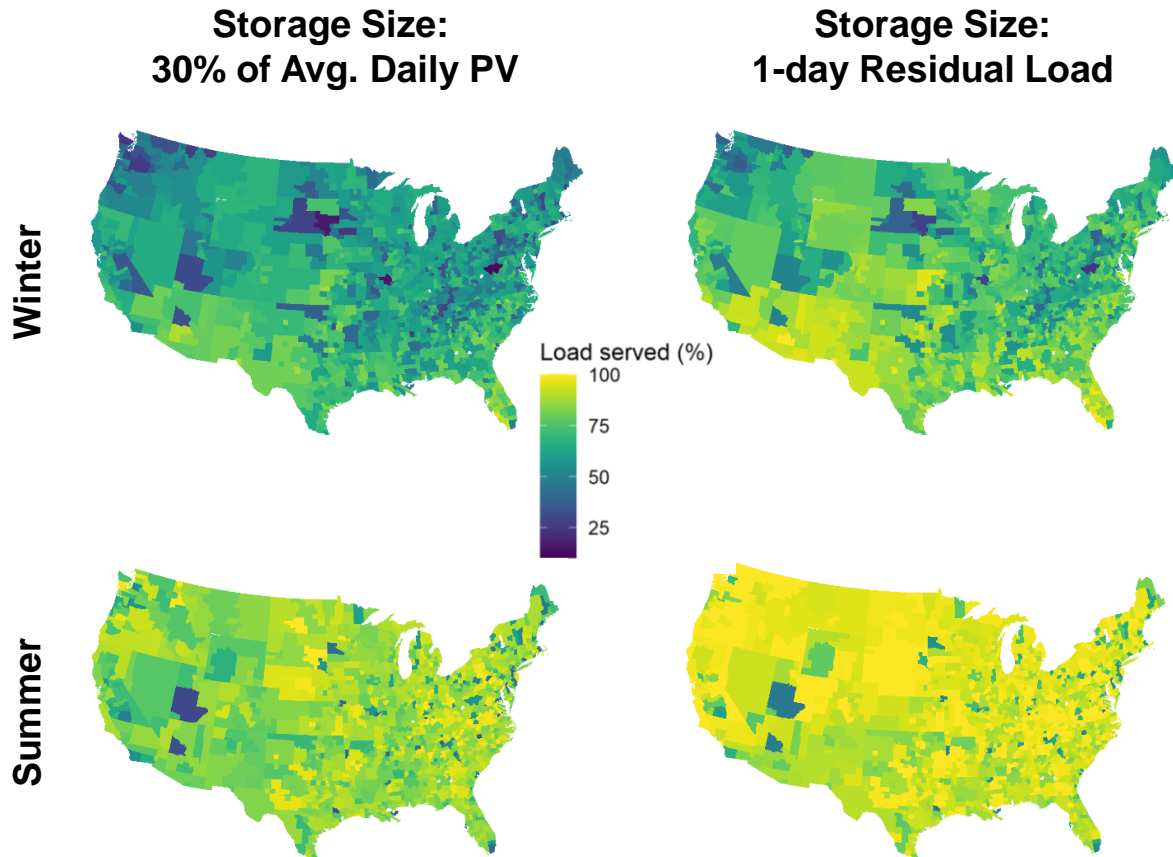 Storage Size:
30% of Avg. Daily PV
Storage Size:
1-day Residual Load
Winter
Load served (%)
100
75
50
25
Summer